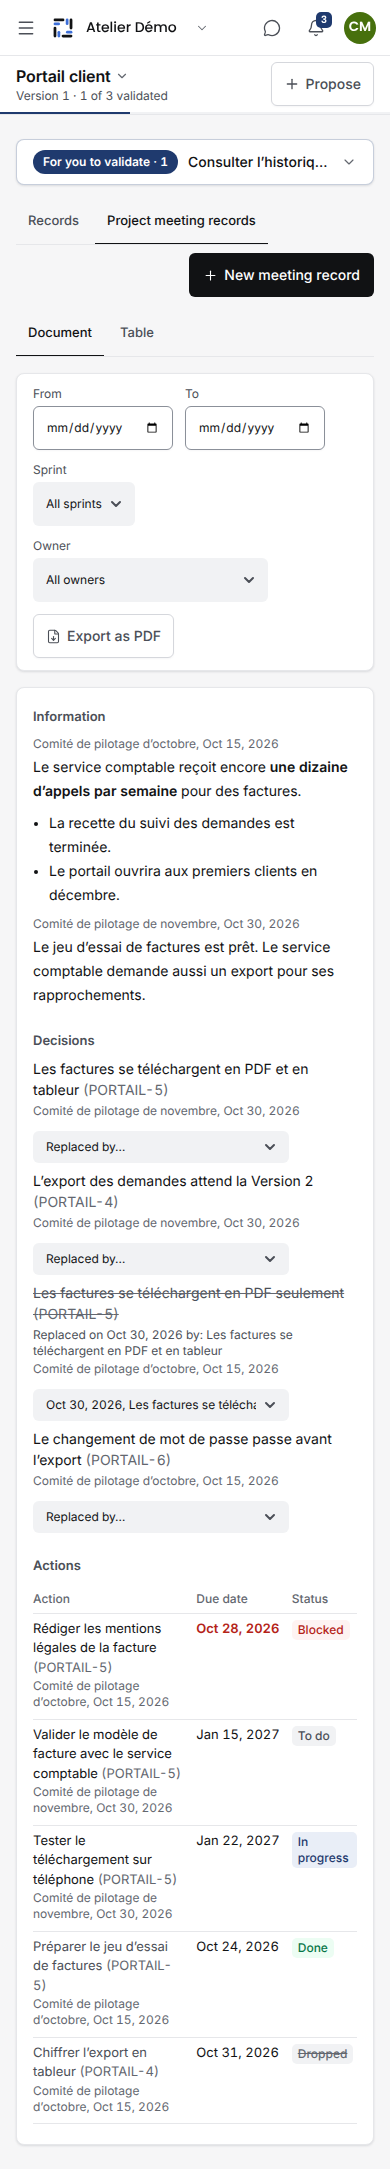 Atelier Démo
3
CM
Portail client
Version 1 · 1 of 3 validated
Propose
For you to validate · 1
Consulter l’historiq...
Records
Project meeting records
New meeting record
Document
Table
From
To
mm/dd/yyyy
mm/dd/yyyy
Sprint
All sprints
Owner
All owners
Export as PDF
Information
Comité de pilotage d’octobre, Oct 15, 2026
Le service comptable reçoit encore une dizaine
d’appels par semaine pour des factures.
• La recette du suivi des demandes est
terminée.
• Le portail ouvrira aux premiers clients en
décembre.
Comité de pilotage de novembre, Oct 30, 2026
Le jeu d’essai de factures est prêt. Le service
comptable demande aussi un export pour ses
rapprochements.
Decisions
Les factures se téléchargent en PDF et en
tableur (PORTAIL-5)
Comité de pilotage de novembre, Oct 30, 2026
Replaced by...
L’export des demandes attend la Version 2
(PORTAIL-4)
Comité de pilotage de novembre, Oct 30, 2026
Replaced by...
Les factures se téléchargent en PDF seulement
(PORTAIL-5)
Replaced on Oct 30, 2026 by: Les factures se
téléchargent en PDF et en tableur
Comité de pilotage d’octobre, Oct 15, 2026
Oct 30, 2026, Les factures se télécha
Le changement de mot de passe passe avant
l’export (PORTAIL-6)
Comité de pilotage d’octobre, Oct 15, 2026
Replaced by...
Actions
Action
Due date
Status
Rédiger les mentions
légales de la facture
(PORTAIL-5)
Comité de pilotage
d’octobre, Oct 15, 2026
Oct 28, 2026
Blocked
Valider le modèle de
facture avec le service
comptable (PORTAIL-5)
Comité de pilotage de
novembre, Oct 30, 2026
Jan 15, 2027
To do
Tester le
téléchargement sur
téléphone (PORTAIL-5)
Comité de pilotage de
novembre, Oct 30, 2026
Jan 22, 2027
In
progress
Préparer le jeu d’essai
de factures (PORTAIL-
5)
Comité de pilotage
d’octobre, Oct 15, 2026
Oct 24, 2026
Done
Chiffrer l’export en
tableur (PORTAIL-4)
Comité de pilotage
d’octobre, Oct 15, 2026
Oct 31, 2026
Dropped